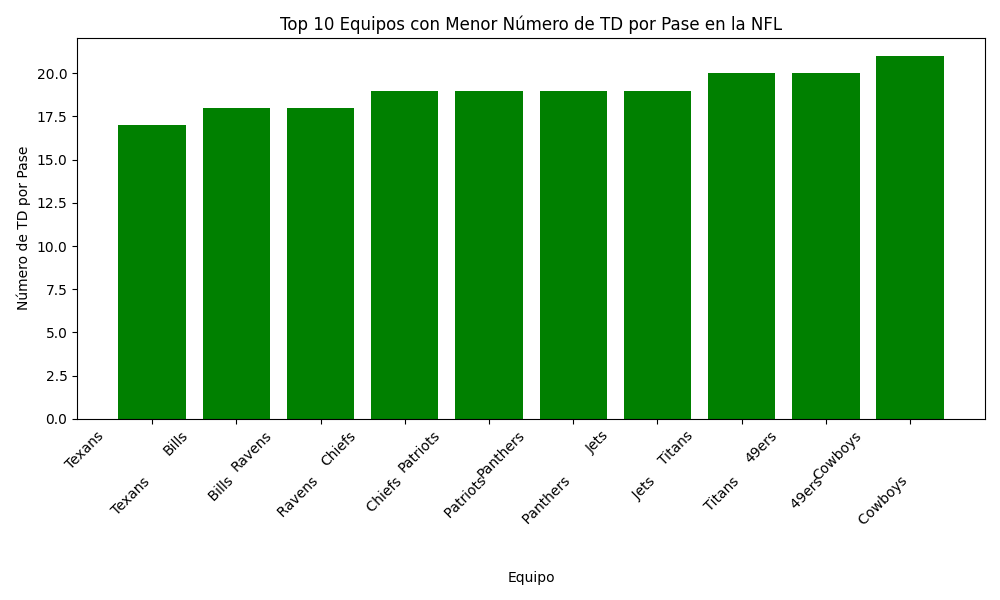 Top 10 Equipos con Menor Número de TD por Pase en la NFL
Número de TD por Pase
20.0
17.5
15.0
12.5
10.0
7.5
5.0
2.5
0.0
Texans
Bills
Ravens
Chiefs
Patriots
Panthers
Jets
Titans
49ers
Cowboys
Texans
Bills
Ravens
Chiefs
Patriots
Panthers
Jets
Titans
49ers
Cowboys
Equipo